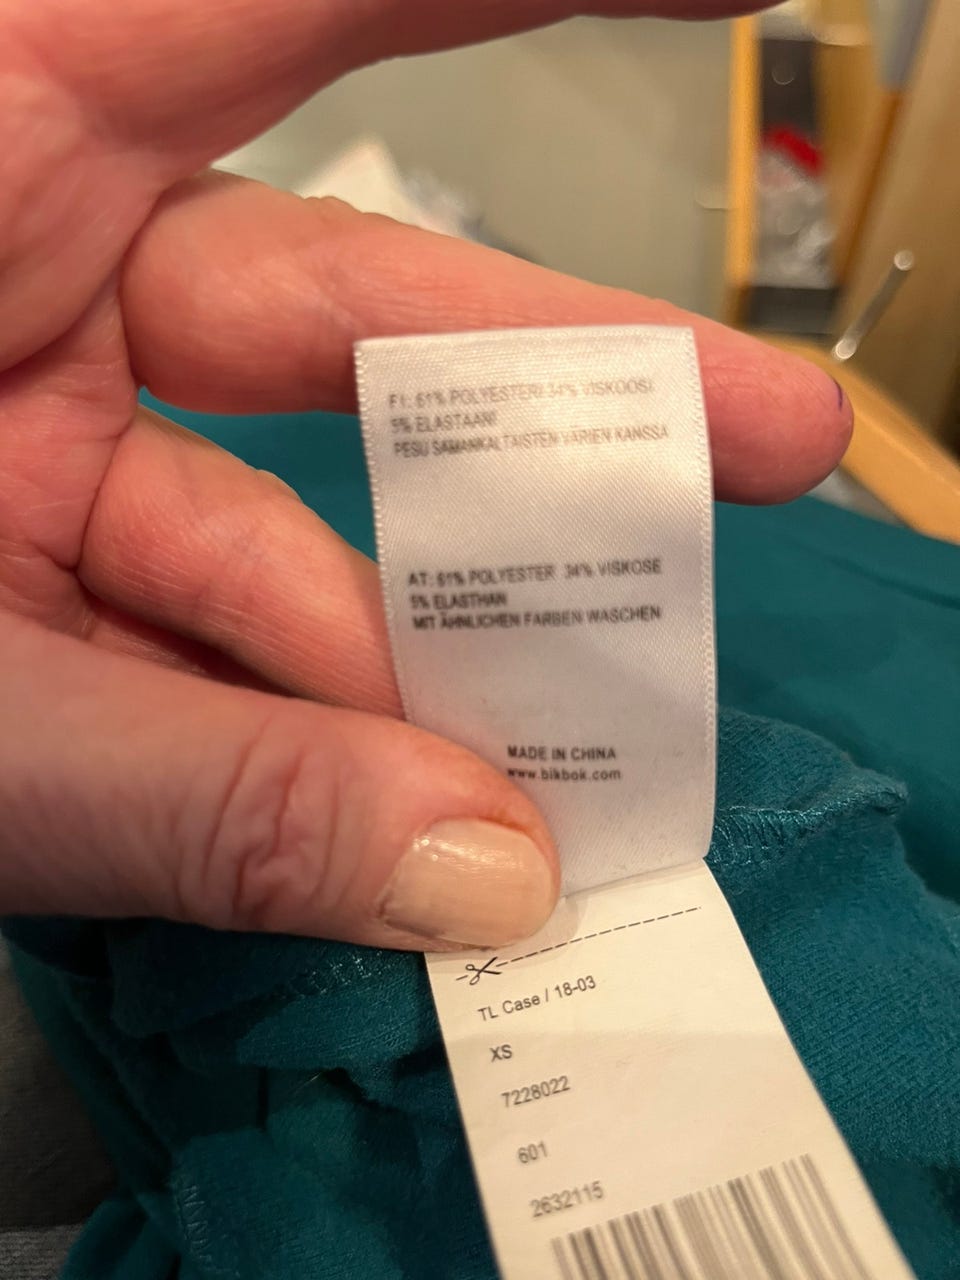 FI: 61% POLYESTERI 34% VISKOOSI
5% ELASTAANI
PESU SAMANKALTAISTEN VÄRIEN KANSSA
AT: 61% POLYESTER 34% VISKOSE
5% ELASTHAN
MIT ÄHNLICHEN FARBEN WASCHEN
MADE IN CHINA
www.bikbok.com
TL Case / 18-03
XS
7228022
601
2632115